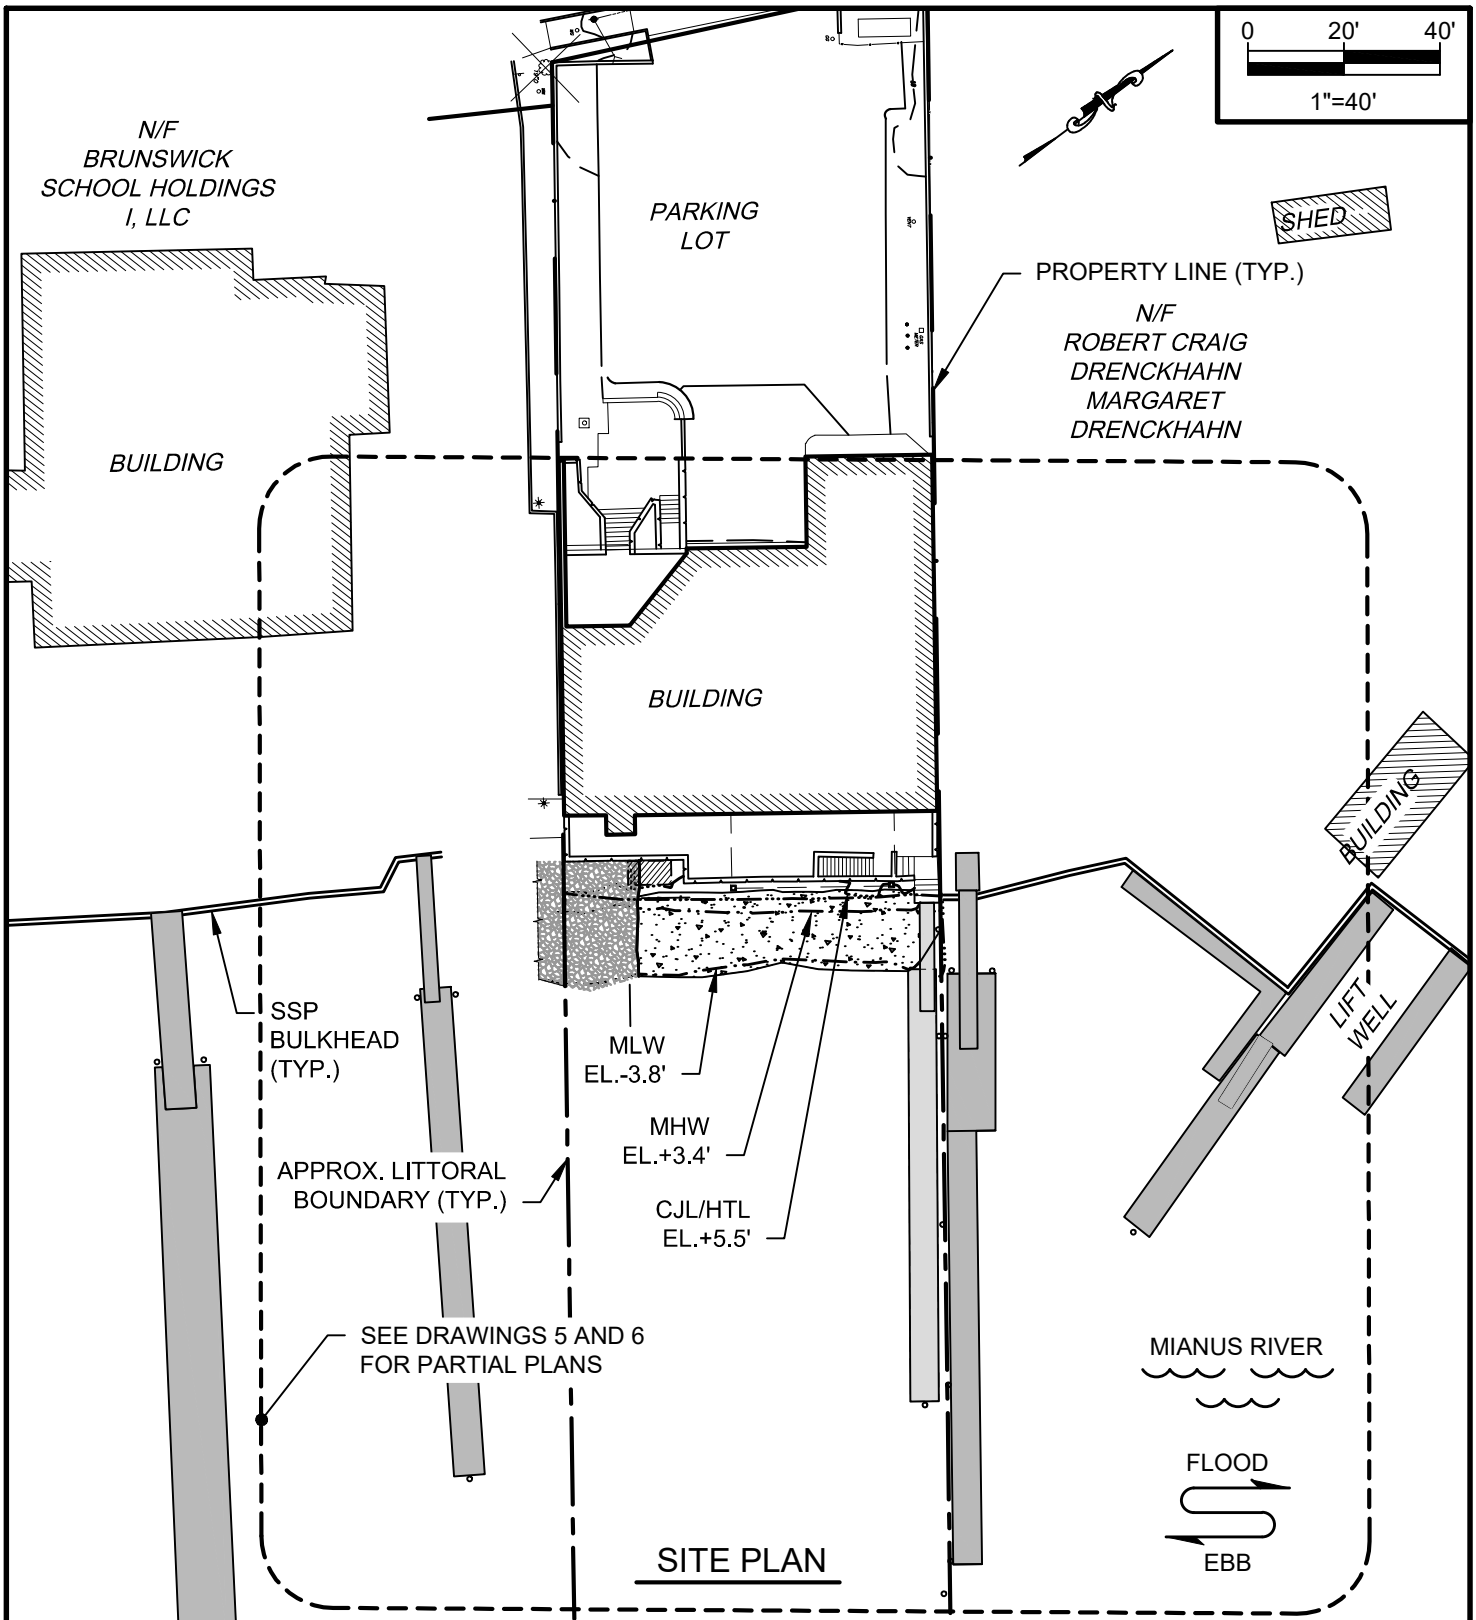 0 20' 40'
1"=40'
N/F
BRUNSWICK
SCHOOL HOLDINGS
I, LLC
PARKING
LOT
SHED
PROPERTY LINE (TYP.)
N/F
ROBERT CRAIG
DRENCKHAHN
MARGARET
DRENCKHAHN
BUILDING
BUILDING
BUILDING
SSP
BULKHEAD
(TYP.)
LIFT
WELL
MLW
EL.-3.8'
MHW
EL.+3.4'
APPROX. LITTORAL
BOUNDARY (TYP.)
CJL/HTL
EL.+5.5'
SEE DRAWINGS 5 AND 6
FOR PARTIAL PLANS
MIANUS RIVER
FLOOD
EBB
SITE PLAN